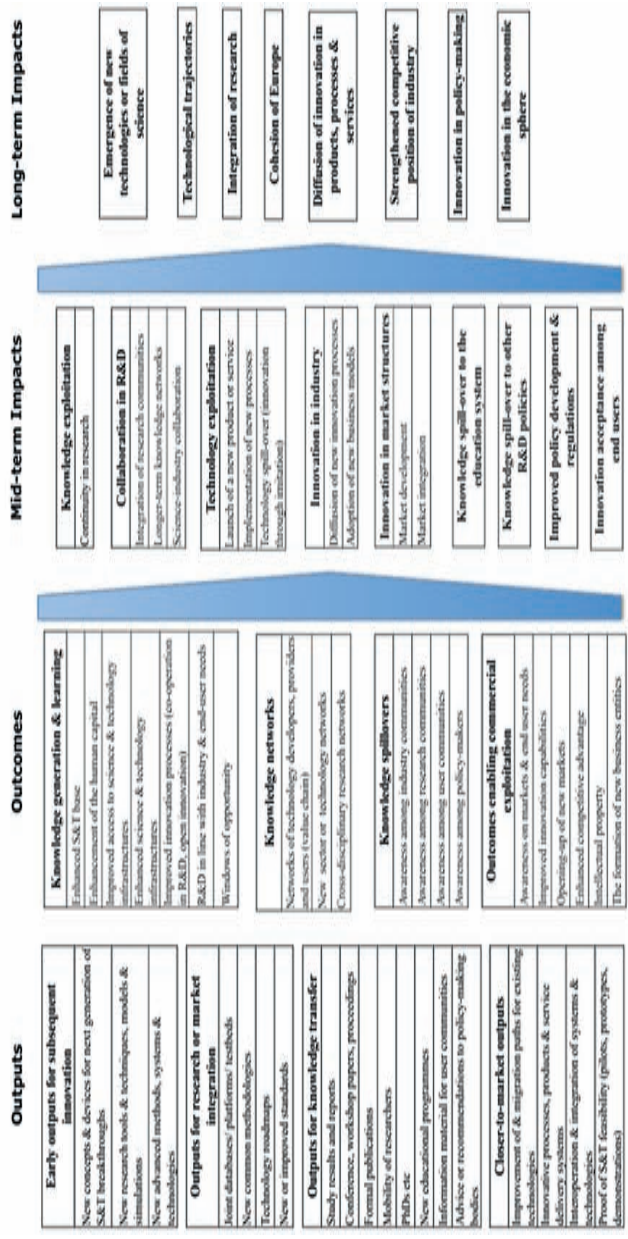 Outputs
Early outputs for subsequent
innovation
New concepts & devices for next generation of
S&T breakthroughs
New research tools & techniques, models &
simulations
New advanced methods, systems &
technologies
Outputs for research or market
integration
Joint databases/ platforms/ testbeds
New common methodologies
Technology roadmaps
New or improved standards
Outputs for knowledge transfer
Study results and reports
Conference, workshop papers, proceedings
Formal publications
Mobility of researchers
PhDs etc
New educational programmes
Information material for user communities
Advice or recommendations to policy-making
bodies
Closer-to-market outputs
Improvement of & migration paths for existing
technologies
Innovative processes, products & service
delivery systems
Interoperation & integration of systems &
technologies
Proof of S&T feasibility (pilots, prototypes,
demonstrations)
Outcomes
Knowledge generation & learning
Enhanced S&T base
Enhancement of the human capital
Improved access to science & technology
infrastructures
Enhanced science & technology
infrastructures
Improved innovation processes (co-operation
in R&D, open innovation)
R&D in line with industry & end-user needs
Windows of opportunity
Knowledge networks
Networks of technology developers, providers
and users (value chain)
New sector or technology networks
Cross-disciplinary research networks
Knowledge spillovers
Awareness among industry communities
Awareness among research communities
Awareness among user communities
Awareness among policy-makers
Outcomes enabling commercial
exploitation
Awareness on markets & end user needs
Improved innovation capabilities
Opening-up of new markets
Enhanced competitive advantage
Intellectual property
The formation of new business entities
Mid-term Impacts
Knowledge exploitation
Continuity in research
Collaboration in R&D
Integration of research communities
Longer-term knowledge networks
Science-industry collaboration
Technology exploitation
Launch of a new product or service
Implementation of new processes
Technology spill-over (innovation
through imitation)
Innovation in industry
Diffusion of new innovation processes
Adoption of new business models
Innovation in market structures
Market development
Market integration
Knowledge spill-over to the
education system
Knowledge spill-over to other
R&D policies
Improved policy development &
regulations
Innovation acceptance among
end users
Long-term Impacts
Emergence of new
technologies or fields of
science
Technological trajectories
Integration of research
Cohesion of Europe
Diffusion of innovation in
products, processes &
services
Strengthened competitive
position of industry
Innovation in policy-making
Innovation in the economic
sphere